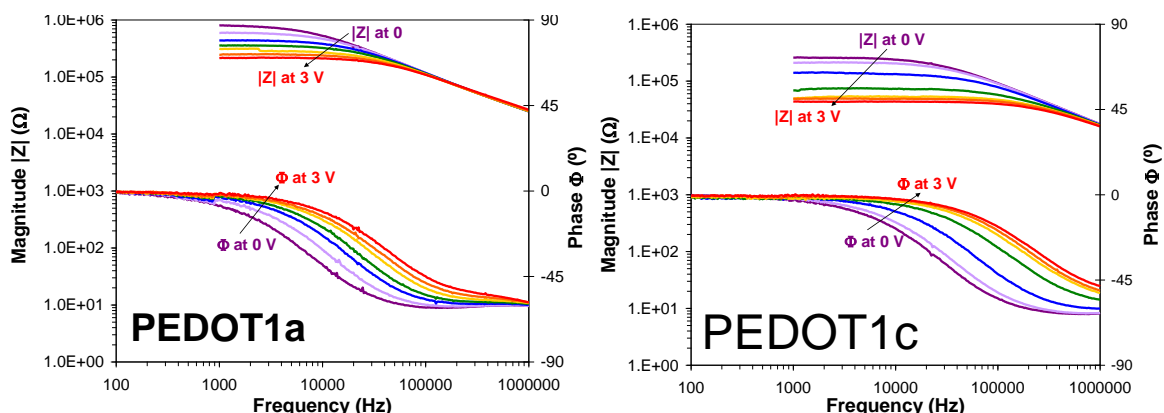 1.0E+06
1.0E+05
1.0E+04
1.0E+03
1.0E+02
1.0E+01
1.0E+00
Magnitude |Z| (Ω)
|Z| at 0
|Z| at 3 V
Φ at 3 V
Φ at 0 V
PEDOT1a
90
45
0
-45
-90
Phase Φ (º)
100 1000 10000 100000 1000000
Frequency (Hz)
1.0E+06
1.0E+05
1.0E+04
1.0E+03
1.0E+02
1.0E+01
1.0E+00
Magnitude |Z| (Ω)
|Z| at 0 V
|Z| at 3 V
Φ at 3 V
Φ at 0 V
PEDOT1c
90
45
0
-45
-90
Phase Φ (º)
100 1000 10000 100000 1000000
Frequency (Hz)